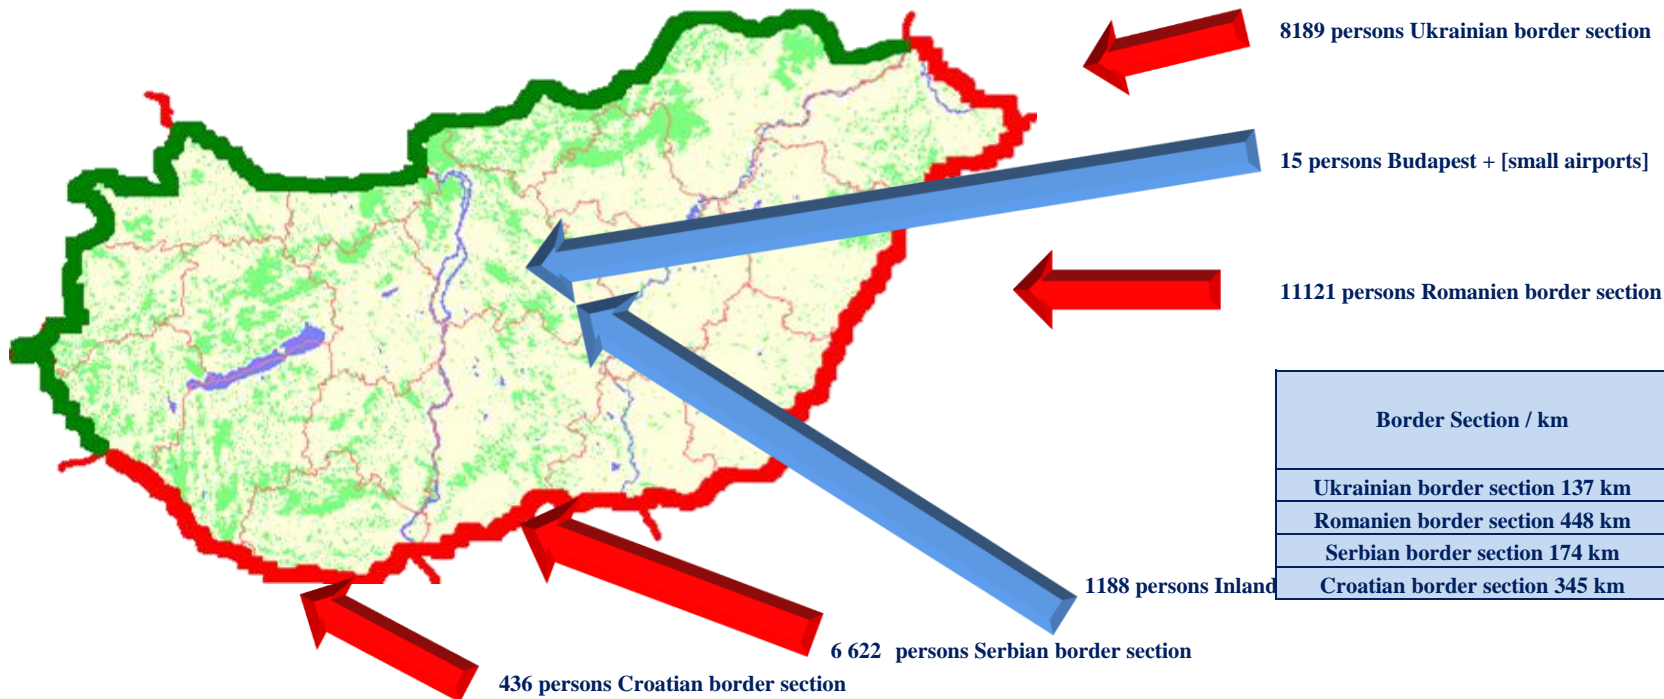 8189 persons Ukrainian border section
15 persons Budapest + [small airports]
11121 persons Romanien border section
Border Section / km
Ukrainian border section 137 km
Romanien border section 448 km
Serbian border section 174 km
Croatian border section 345 km
1188 persons Inland
6 622 persons Serbian border section
436 persons Croatian border section